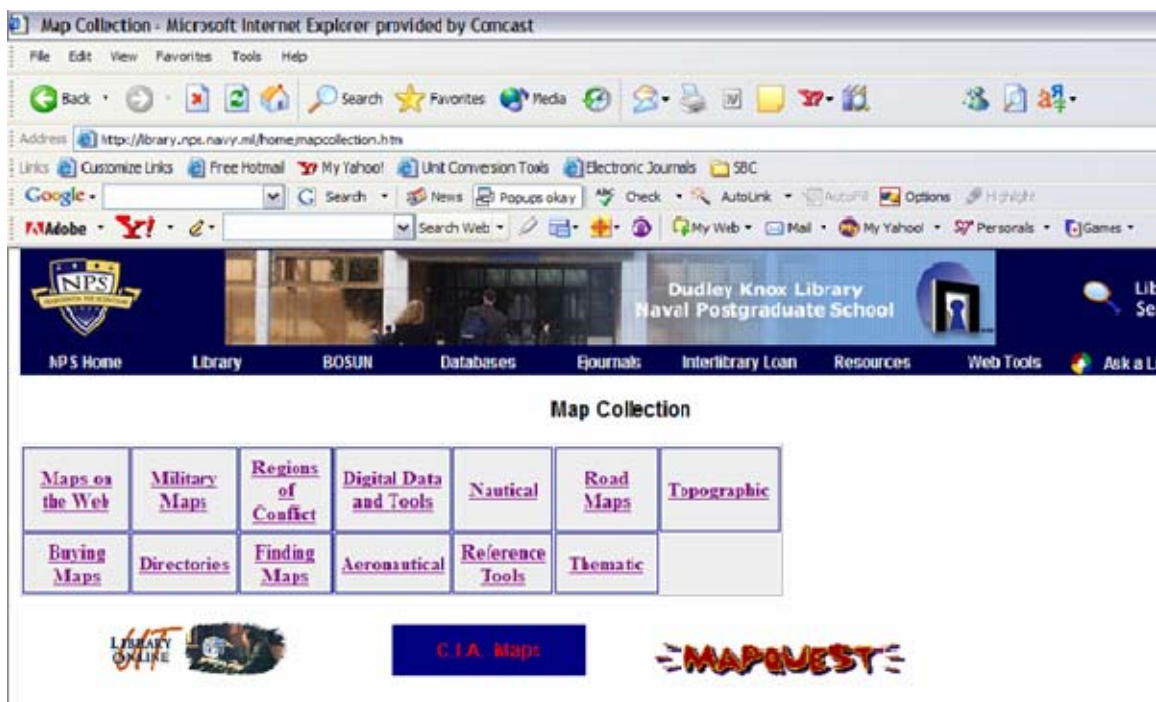 Map Collection - Microsoft Internet Explorer provided by Comcast
File Edit View Favorites Tools Help
Back Search Favorites Media
Address http://library.nps.navy.mil/home/mapcollection.htm
Links Customize Links Free Hotmail My Yahoo! Unit Conversion Tools Electronic Journals SBC
Google Search News Popups okay Check AutoLink AutoFill Options Highlight
Adobe Y! Search Web My Web Mail My Yahoo! Personals Games
NPS
Dudley Knox Library
Naval Postgraduate School
Lib
Se
NPS Home Library BOSUN Databases Ejournals Interlibrary Loan Resources Web Tools Ask a L
Map Collection
Maps on the Web Military Maps Regions of Conflict Digital Data and Tools Nautical Road Maps Topographic
Buying Maps Directories Finding Maps Aeronautical Reference Tools Thematic
LIBRARY ONLINE
C.I.A. Maps
MAPQUEST